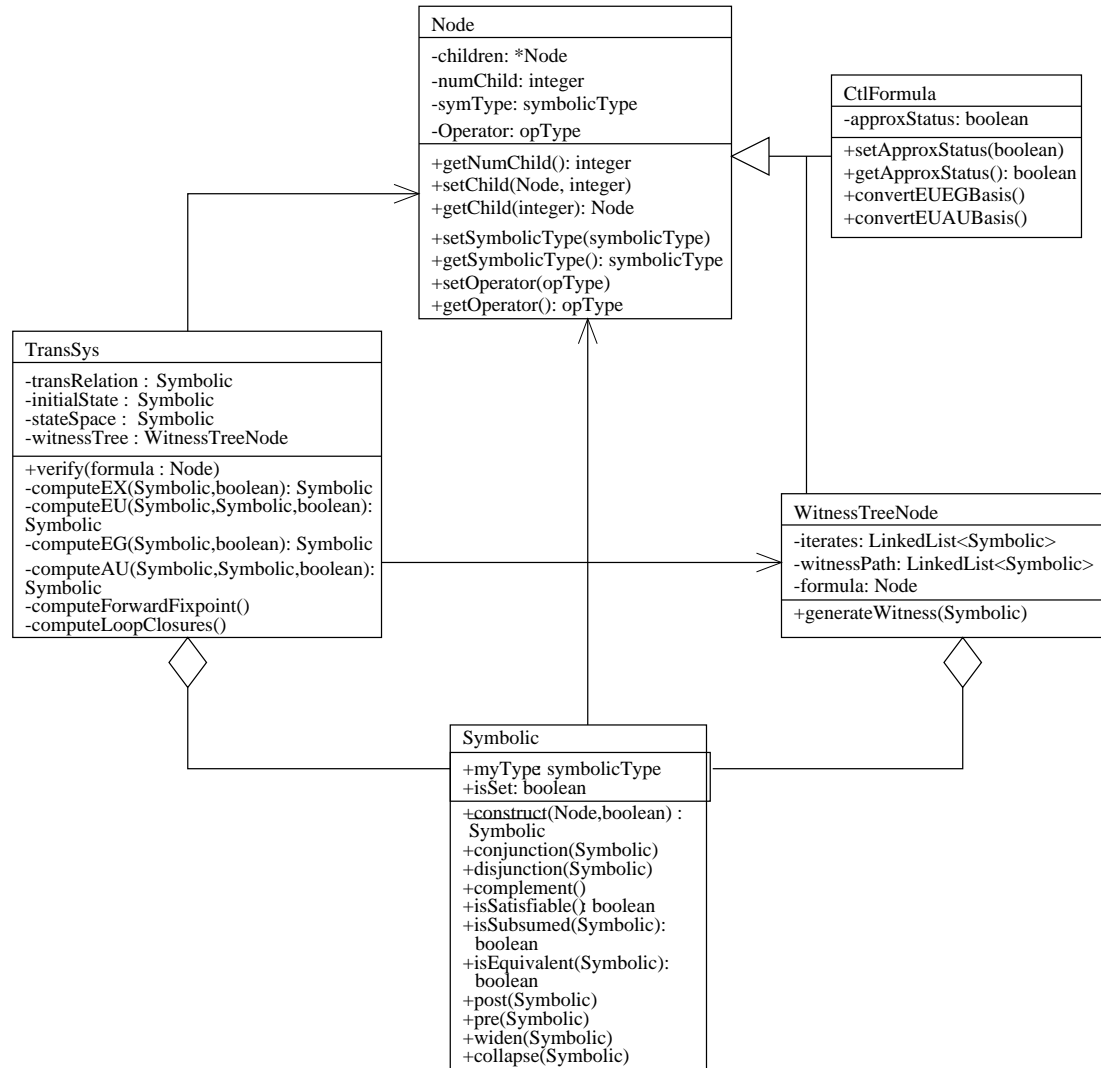 Node
-children: *Node
-numChild: integer
-symType: symbolicType
-Operator: opType
+getNumChild(): integer
+setChild(Node, integer)
+getChild(integer): Node
+setSymbolicType(symbolicType)
+getSymbolicType(): symbolicType
+setOperator(opType)
+getOperator(): opType
CtlFormula
-approxStatus: boolean
+setApproxStatus(boolean)
+getApproxStatus(): boolean
+convertEUEGBasis()
+convertEUAUBasis()
TransSys
-transRelation : Symbolic
-initialState : Symbolic
-stateSpace : Symbolic
-witnessTree : WitnessTreeNode
+verify(formula : Node)
-computeEX(Symbolic,boolean): Symbolic
-computeEU(Symbolic,Symbolic,boolean):
Symbolic
-computeEG(Symbolic,boolean): Symbolic
-computeAU(Symbolic,Symbolic,boolean):
Symbolic
-computeForwardFixpoint()
-computeLoopClosures()
WitnessTreeNode
-iterates: LinkedList<Symbolic>
-witnessPath: LinkedList<Symbolic>
-formula: Node
+generateWitness(Symbolic)
Symbolic
+myType: symbolicType
+isSet: boolean
+construct(Node,boolean) :
Symbolic
+conjunction(Symbolic)
+disjunction(Symbolic)
+complement()
+isSatisfiable(): boolean
+isSubsumed(Symbolic):
boolean
+isEquivalent(Symbolic):
boolean
+post(Symbolic)
+pre(Symbolic)
+widen(Symbolic)
+collapse(Symbolic)